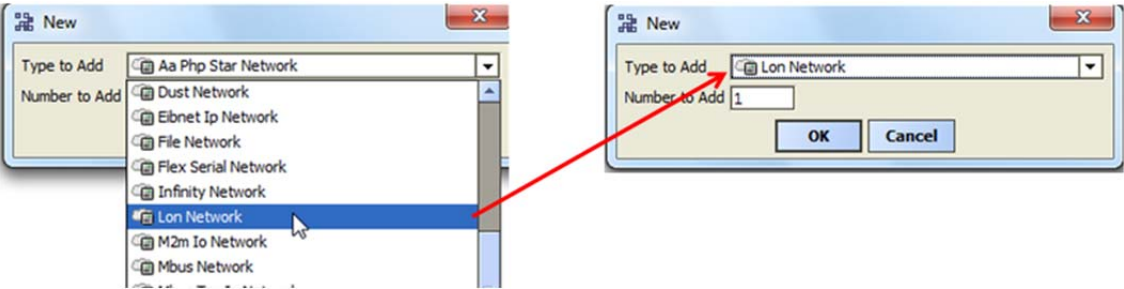 New
Type to Add Aa Php Star Network
Number to Add
Dust Network
Eibnet Ip Network
File Network
Flex Serial Network
Infinity Network
Lon Network
M2m Io Network
Mbus Network
New
Type to Add Lon Network
Number to Add 1
OK Cancel